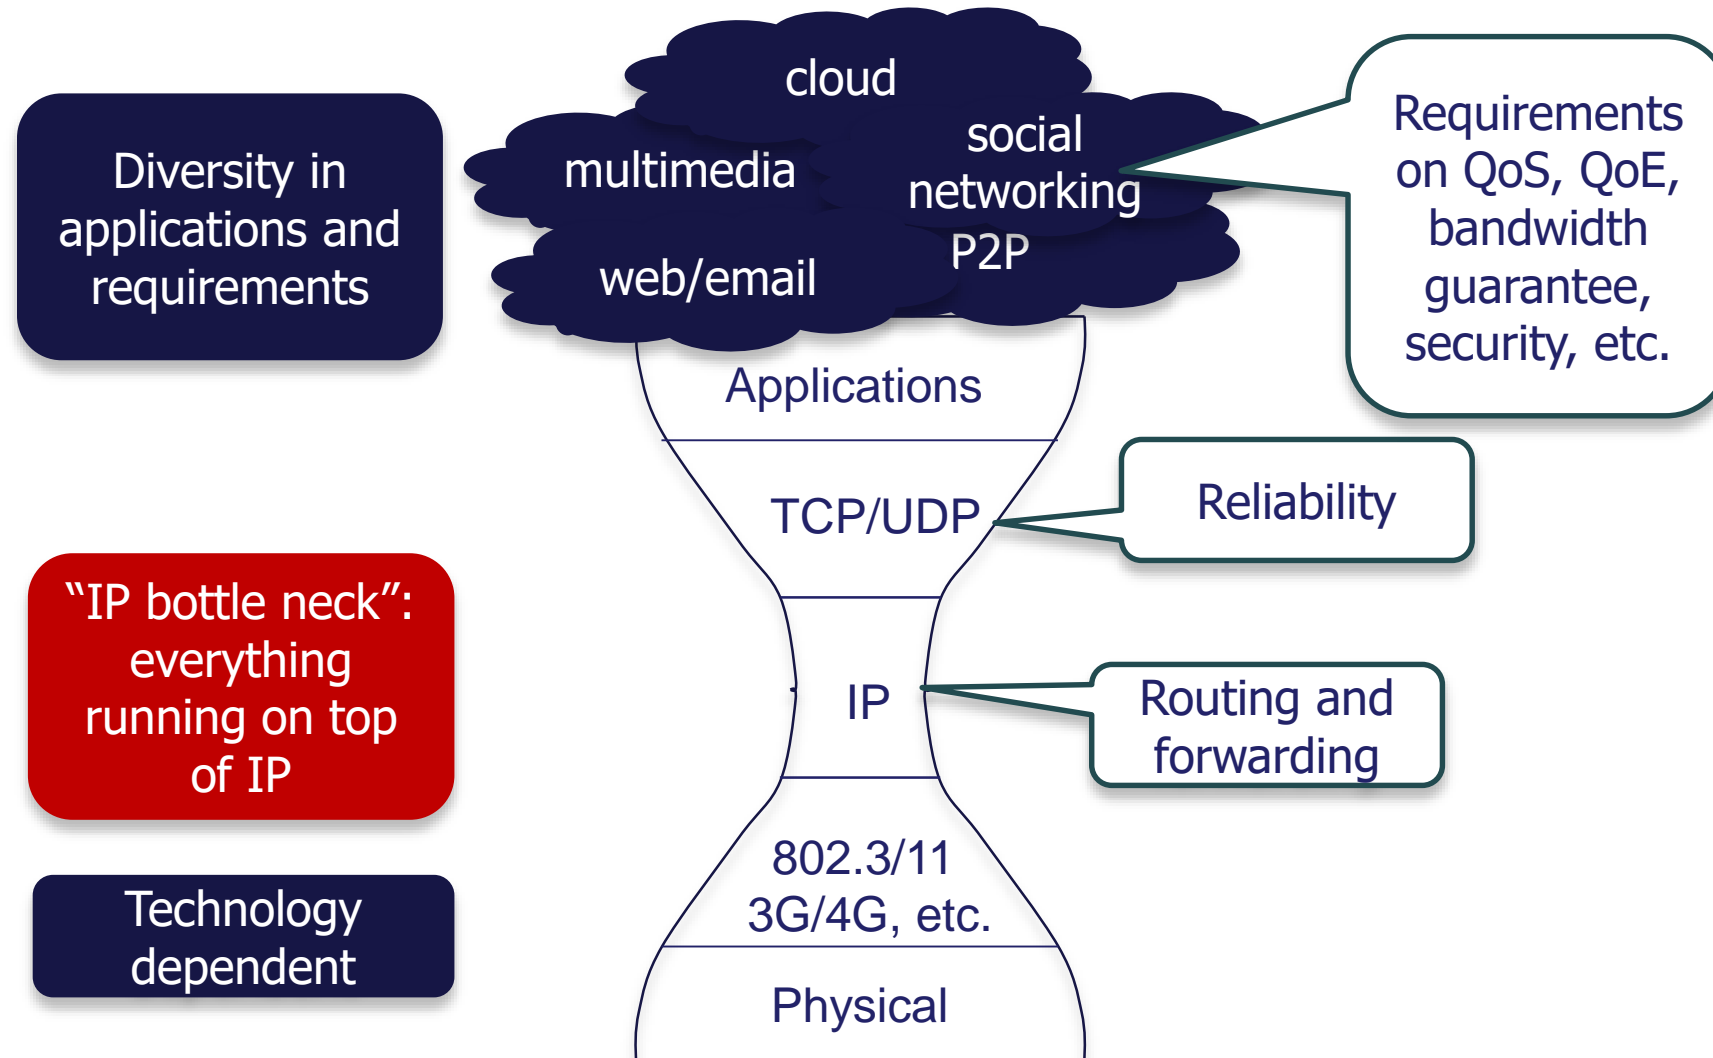 cloud
social
networking
multimedia
P2P
web/email
Diversity in
applications and
requirements
Requirements
on QoS, QoE,
bandwidth
guarantee,
security, etc.
Applications
TCP/UDP
Reliability
“IP bottle neck”:
everything
running on top
of IP
IP
Routing and
forwarding
802.3/11
3G/4G, etc.
Technology
dependent
Physical